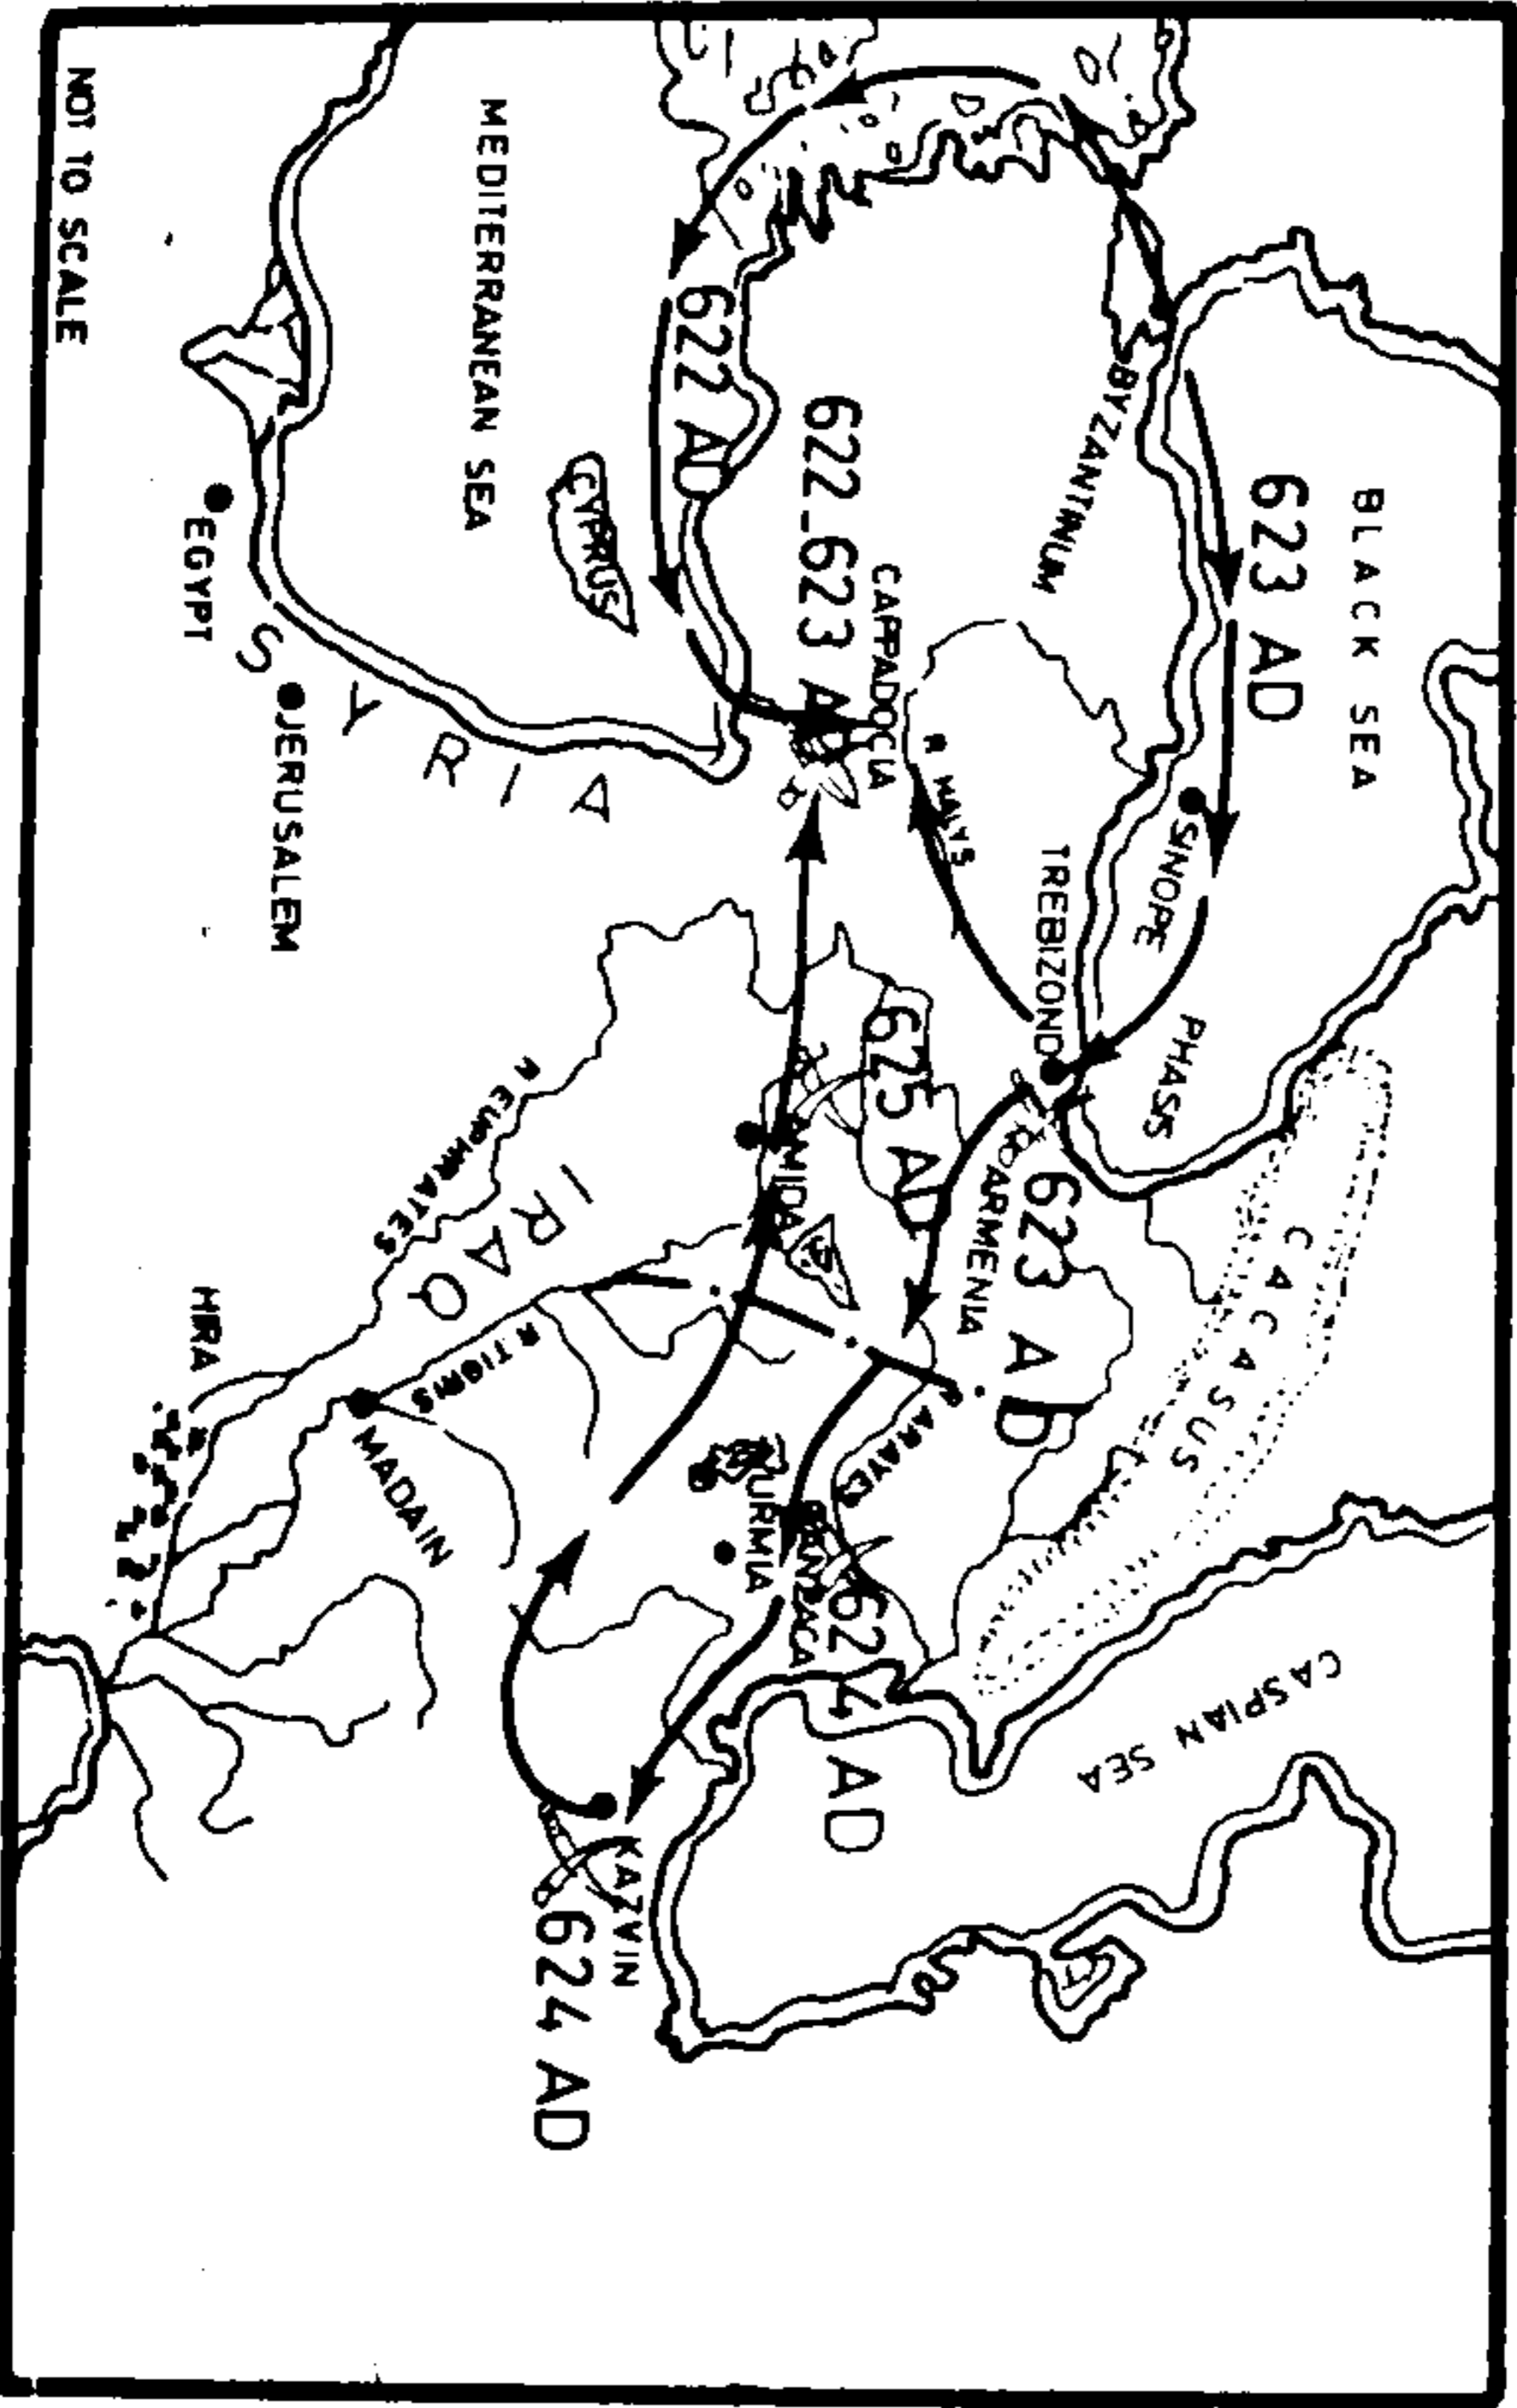 BLACK SEA
623 AD
CACASUS
CASPIAN SEA
BYZANTINUM
SINOPE
PHASIS
TREBIZOND
623 AD
ARMENIA
R HALYS
CAPPADOCIA
622-623 AD
625 AD
ARAXES
624 AD
622 AD
AMIDA
URMIA
KAZVIN
624 AD
CYPRUS
MEDITERRANEAN SEA
SYRIA
R EUPHRATES
IRAQ
R TIGRIS
MADAIN
JERUSALEM
EGYPT
HIRA
NOT TO SCALE